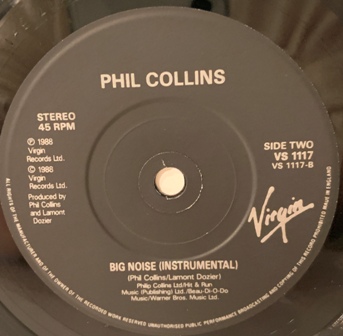 PHIL COLLINS
STEREO
45 RPM
℗ 1988
Virgin
Records Ltd.
© 1988
Virgin
Records Ltd.
Produced by
Phil Collins
and Lamont
Dozier
SIDE TWO
VS 1117
VS 1117-B
Virgin
BIG NOISE (INSTRUMENTAL)
(Phil Collins/Lamont Dozier)
Philip Collins Ltd/Hit & Run
Music (Publishing) Ltd./Beau-Di-O-Do
Music/Warner Bros. Music Ltd.
ALL RIGHTS OF THE MANUFACTURER AND OF THE OWNER OF THE RECORDED WORK RESERVED UNAUTHORISED PUBLIC PERFORMANCE BROADCASTING AND COPYING OF THIS RECORD PROHIBITED MADE IN ENGLAND